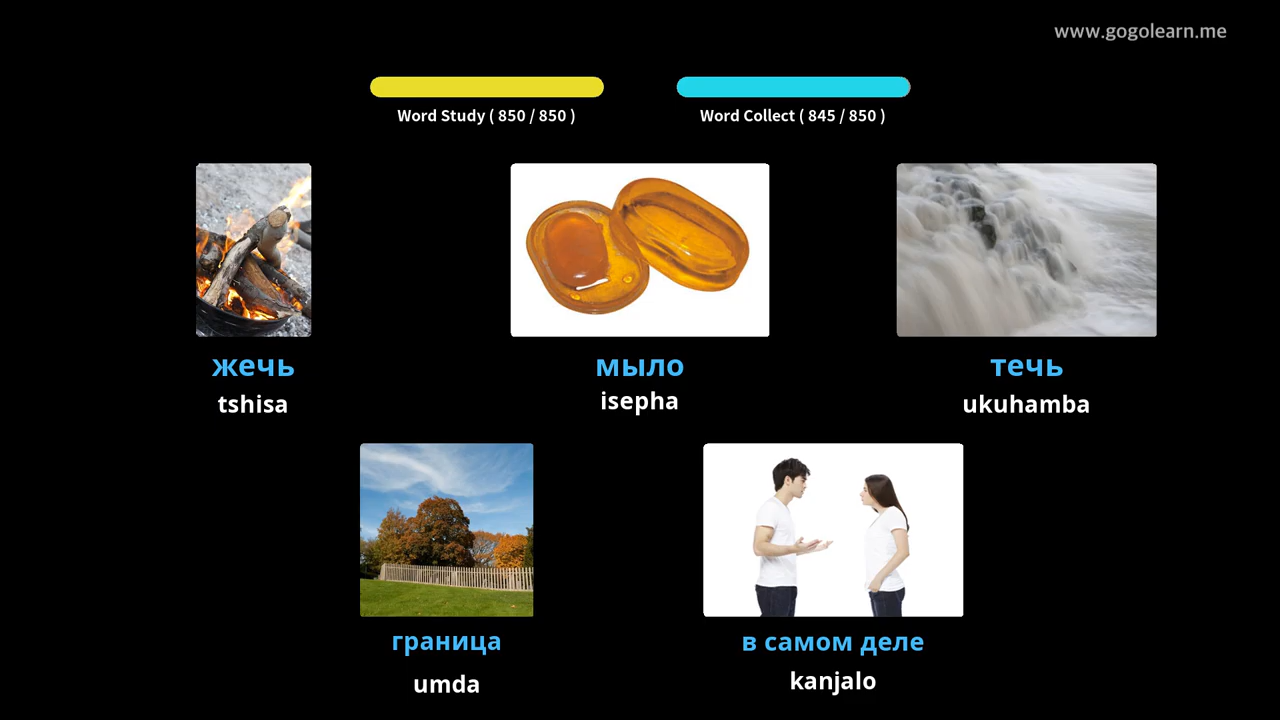 www.gogolearn.me
Word Study ( 850 / 850 )
Word Collect ( 845 / 850 )
жечь
tshisa
мыло
isepha
течь
ukuhamba
граница
umda
в самом деле
kanjalo